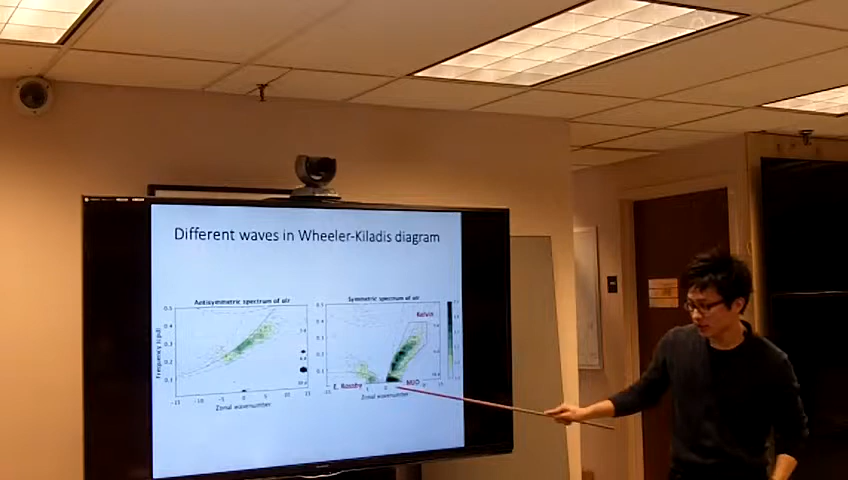 Different waves in Wheeler-Kiladis diagram
Antisymmetric spectrum of olr
Symmetric spectrum of olr
Kelvin
E. Rossby
MJO
Frequency (cpd)
Zonal wavenumber
Zonal wavenumber